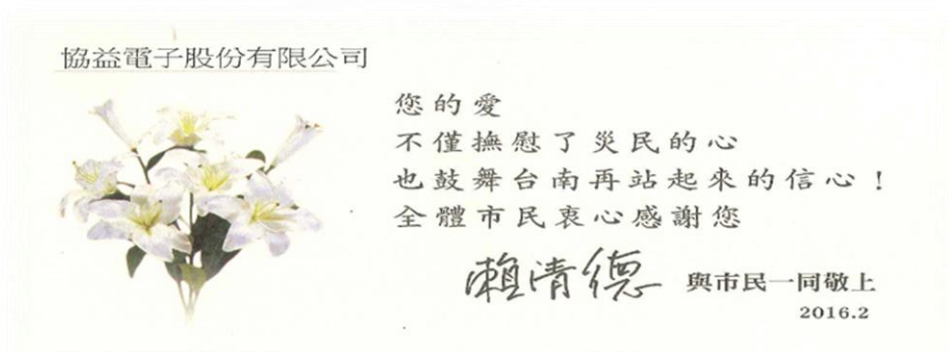 協益電子股份有限公司
您的愛
不僅撫慰了災民的心
也鼓舞台南再站起來的信心！
全體市民衷心感謝您
賴清德 與市民一同敬上
2016.2